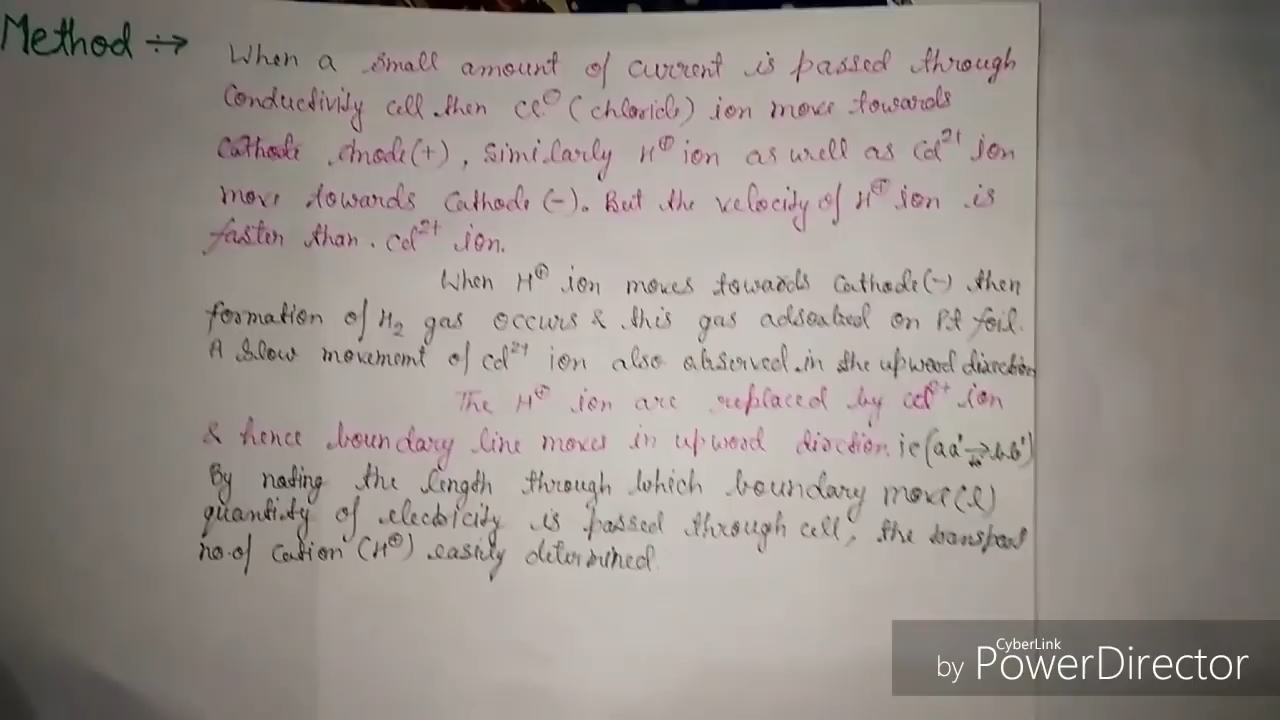 Method ÷→
When a small amount of current is passed through
Conductivity cell then Cl⊖ (chloride) ion move towards
Cathode Anode(+), Similarly H⊕ ion as well as Cd²⁺ ion
move towards Cathode (-). But the velocity of H⊕ ion is
faster than. Cd²⁺ ion.
When H⊕ ion moves towards Cathode(-) then
formation of H₂ gas occurs & this gas adsorbed on Pt foil.
A Slow movement of Cd²⁺ ion also observed in the upword direction
The H⊕ ion are replaced by Cd²⁺ ion
& hence boundary line moves in upword direction. ie (aa'→bb')
By noting the length through which boundary move(l)
quantity of electricity is passed through cell, the transport
no. of Cation (H⊕) easily determined.
CyberLink
by PowerDirector